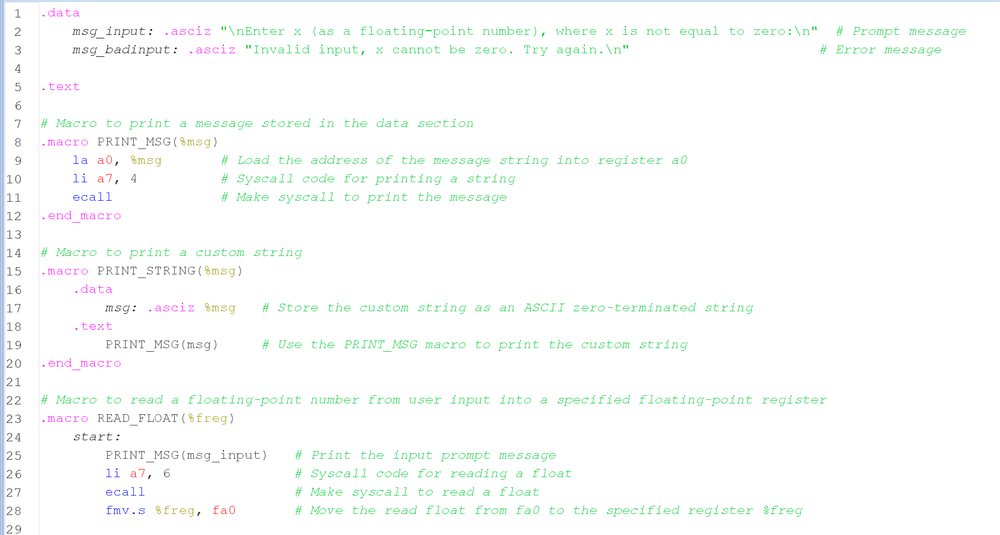 1 .data
2     msg_input: .asciz "\nEnter x (as a floating-point number), where x is not equal to zero:\n"  # Prompt message
3     msg_badinput: .asciz "Invalid input, x cannot be zero. Try again.\n"                       # Error message
4
5 .text
6
7 # Macro to print a message stored in the data section
8 .macro PRINT_MSG(%msg)
9     la a0, %msg       # Load the address of the message string into register a0
10     li a7, 4          # Syscall code for printing a string
11     ecall             # Make syscall to print the message
12 .end_macro
13
14 # Macro to print a custom string
15 .macro PRINT_STRING(%msg)
16     .data
17         msg: .asciz %msg   # Store the custom string as an ASCII zero-terminated string
18     .text
19         PRINT_MSG(msg)     # Use the PRINT_MSG macro to print the custom string
20 .end_macro
21
22 # Macro to read a floating-point number from user input into a specified floating-point register
23 .macro READ_FLOAT(%freg)
24     start:
25         PRINT_MSG(msg_input)   # Print the input prompt message
26         li a7, 6               # Syscall code for reading a float
27         ecall                  # Make syscall to read a float
28         fmv.s %freg, fa0       # Move the read float from fa0 to the specified register %freg
29